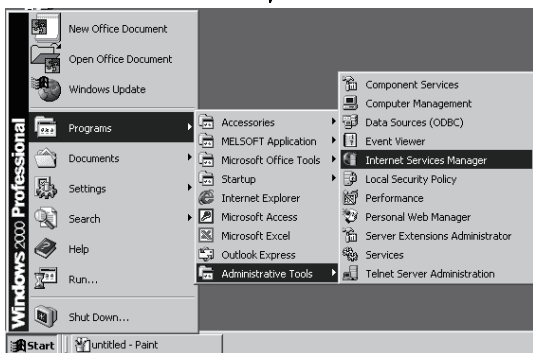 New Office Document
Open Office Document
Windows Update
Programs
Documents
Settings
Search
Help
Run...
Shut Down...
Windows 2000 Professional
Accessories
MELSOFT Application
Microsoft Office Tools
Startup
Internet Explorer
Microsoft Access
Microsoft Excel
Outlook Express
Administrative Tools
Component Services
Computer Management
Data Sources (ODBC)
Event Viewer
Internet Services Manager
Local Security Policy
Performance
Personal Web Manager
Server Extensions Administrator
Services
Telnet Server Administration
Start
untitled - Paint